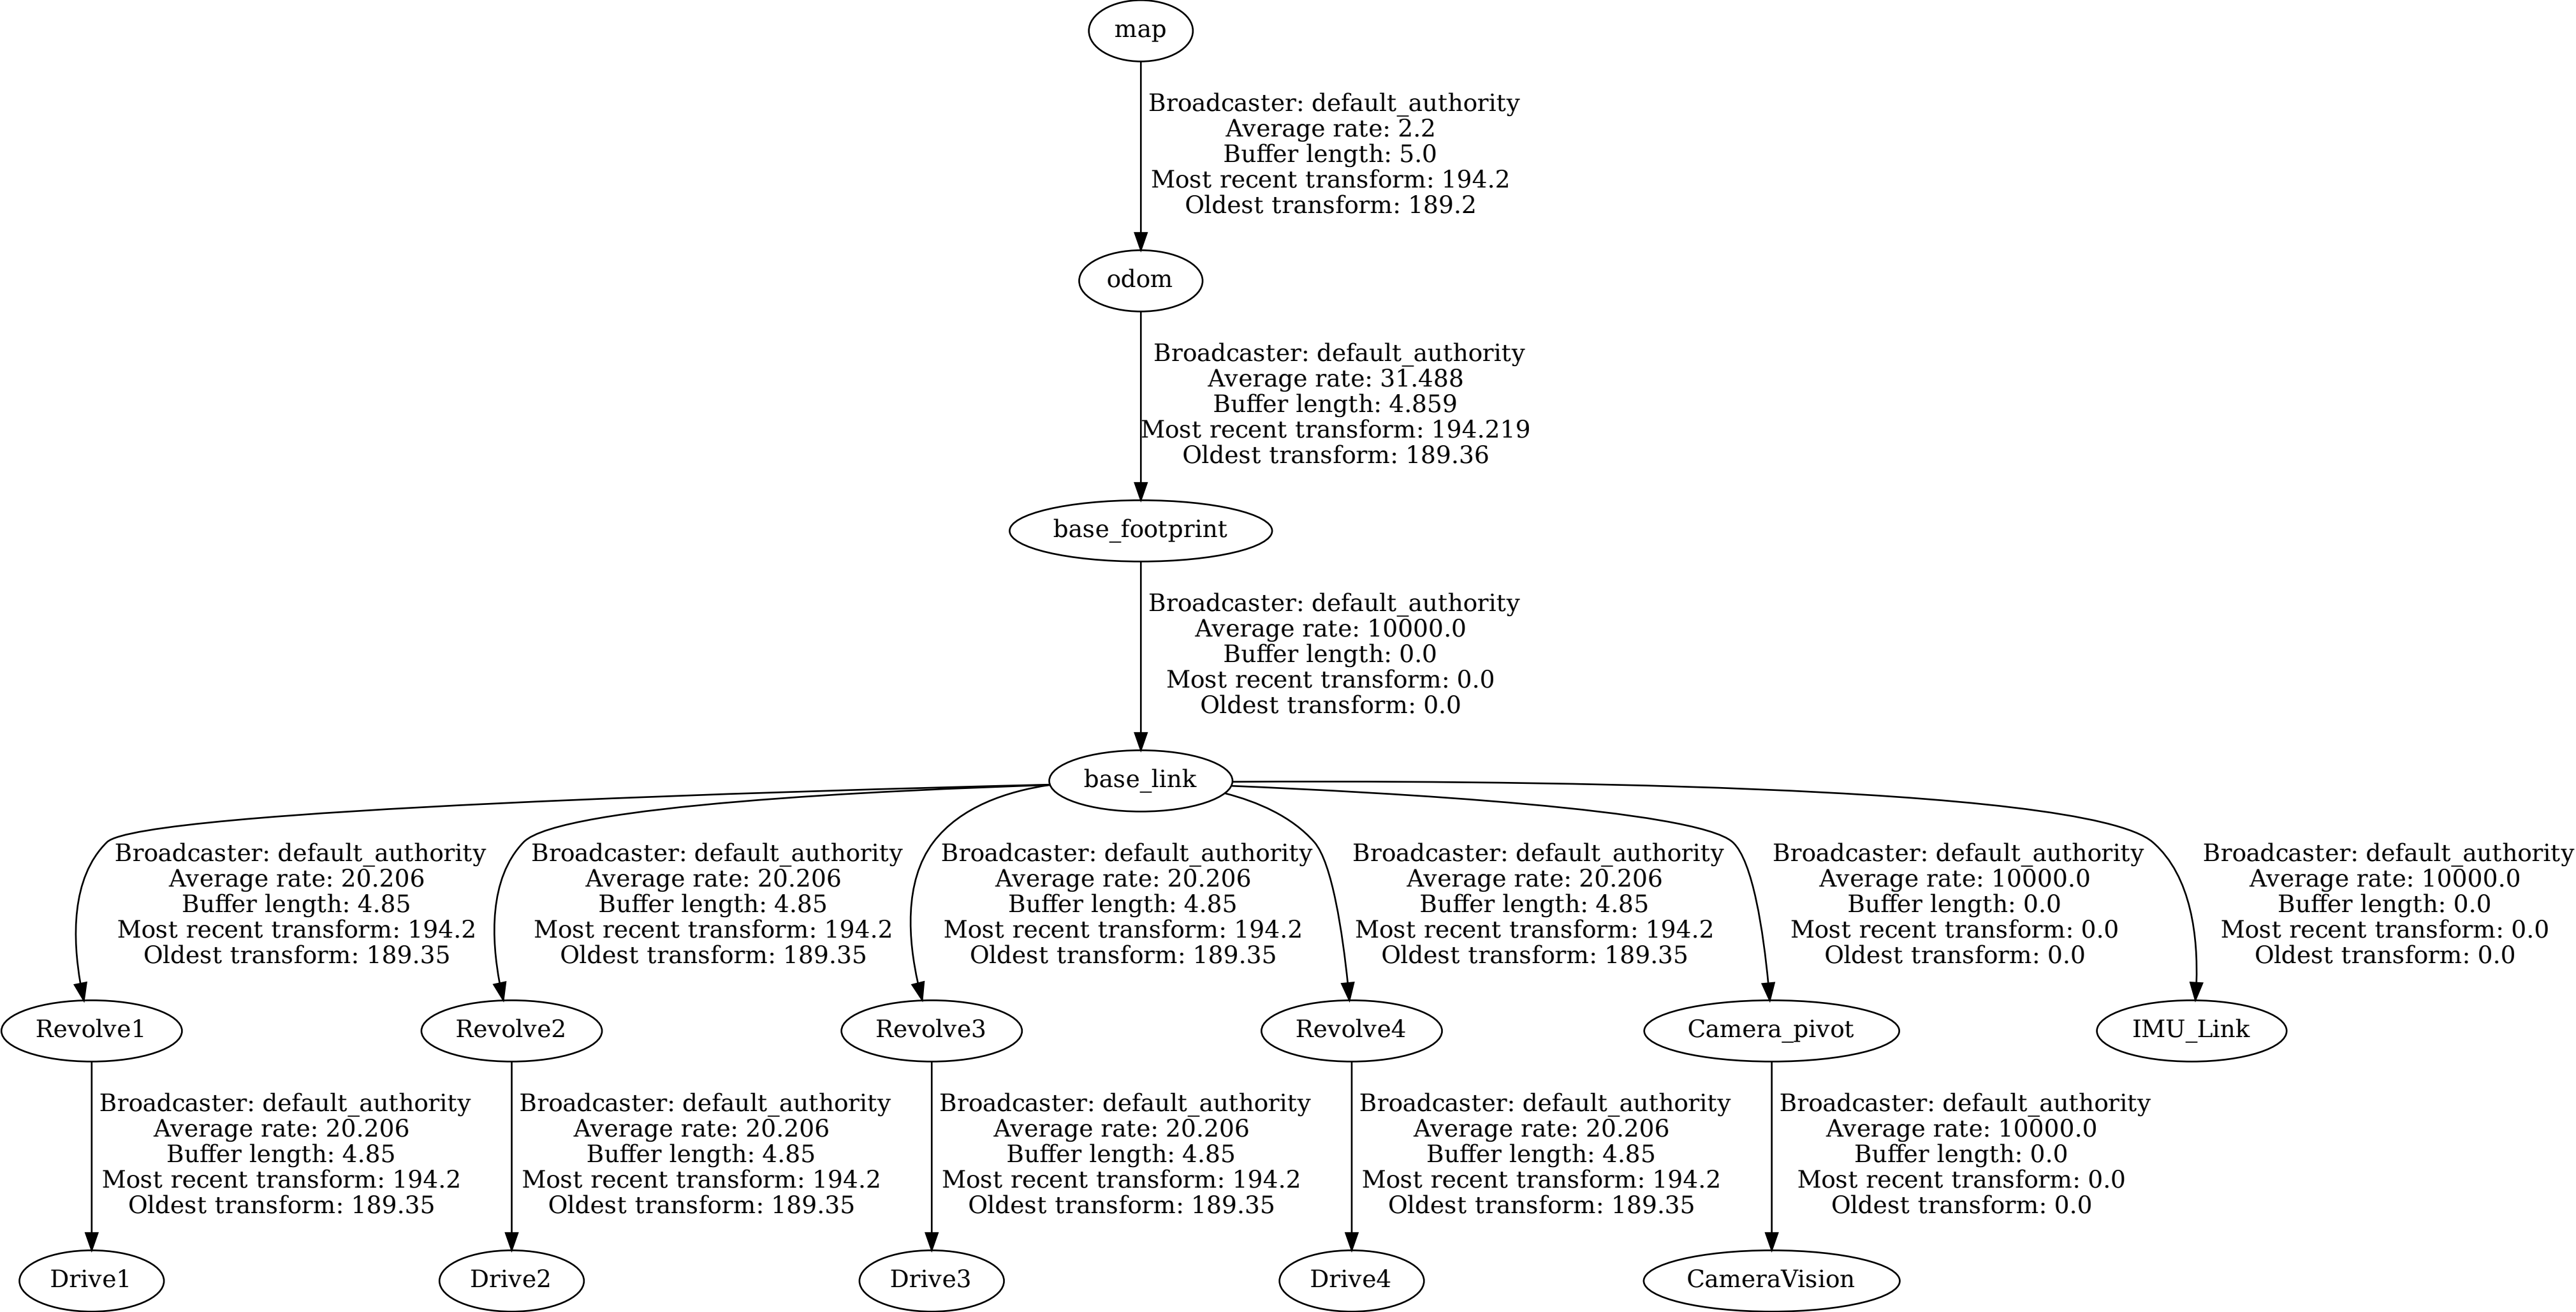 map
Broadcaster: default_authority
Average rate: 2.2
Buffer length: 5.0
Most recent transform: 194.2
Oldest transform: 189.2
odom
Broadcaster: default_authority
Average rate: 31.488
Buffer length: 4.859
Most recent transform: 194.219
Oldest transform: 189.36
base_footprint
Broadcaster: default_authority
Average rate: 10000.0
Buffer length: 0.0
Most recent transform: 0.0
Oldest transform: 0.0
base_link
Broadcaster: default_authority
Average rate: 20.206
Buffer length: 4.85
Most recent transform: 194.2
Oldest transform: 189.35
Broadcaster: default_authority
Average rate: 20.206
Buffer length: 4.85
Most recent transform: 194.2
Oldest transform: 189.35
Broadcaster: default_authority
Average rate: 20.206
Buffer length: 4.85
Most recent transform: 194.2
Oldest transform: 189.35
Broadcaster: default_authority
Average rate: 20.206
Buffer length: 4.85
Most recent transform: 194.2
Oldest transform: 189.35
Broadcaster: default_authority
Average rate: 10000.0
Buffer length: 0.0
Most recent transform: 0.0
Oldest transform: 0.0
Broadcaster: default_authority
Average rate: 10000.0
Buffer length: 0.0
Most recent transform: 0.0
Oldest transform: 0.0
Revolve1
Revolve2
Revolve3
Revolve4
Camera_pivot
IMU_Link
Broadcaster: default_authority
Average rate: 20.206
Buffer length: 4.85
Most recent transform: 194.2
Oldest transform: 189.35
Broadcaster: default_authority
Average rate: 20.206
Buffer length: 4.85
Most recent transform: 194.2
Oldest transform: 189.35
Broadcaster: default_authority
Average rate: 20.206
Buffer length: 4.85
Most recent transform: 194.2
Oldest transform: 189.35
Broadcaster: default_authority
Average rate: 20.206
Buffer length: 4.85
Most recent transform: 194.2
Oldest transform: 189.35
Broadcaster: default_authority
Average rate: 10000.0
Buffer length: 0.0
Most recent transform: 0.0
Oldest transform: 0.0
Drive1
Drive2
Drive3
Drive4
CameraVision